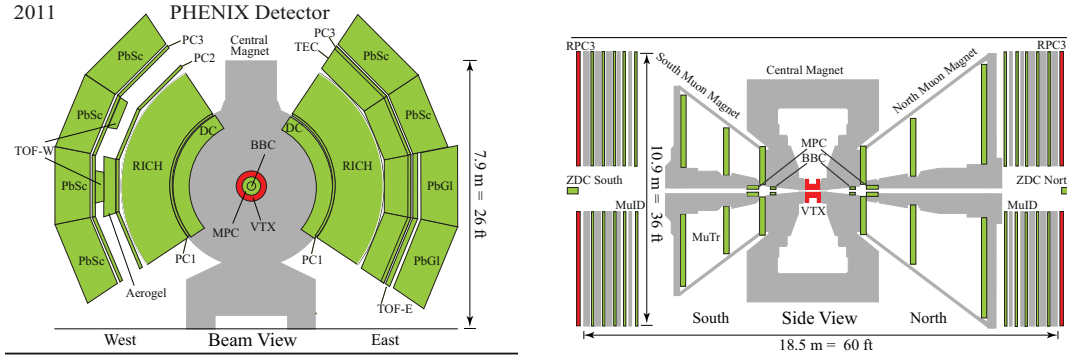 2011
PHENIX Detector
PC3
PC2
Central
Magnet
PC3
TEC
PbSc
PbSc
PbSc
PbSc
TOF-W
RICH
DC
BBC
MPC
VTX
PC1
Aerogel
DC
RICH
PC1
PbSc
PbSc
PbGl
PbGl
TOF-E
7.9 m = 26 ft
West
Beam View
East
RPC3
South Muon Magnet
Central Magnet
North Muon Magnet
RPC3
MPC
BBC
ZDC South
ZDC Nort
VTX
MuID
MuTr
MuID
10.9 m = 36 ft
South
Side View
North
18.5 m = 60 ft